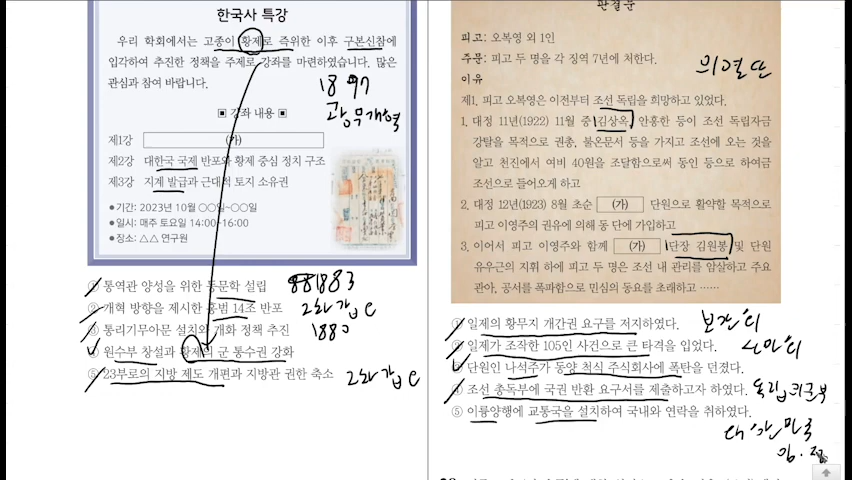 한국사 특강
우리 학회에서는 고종이 황제로 즉위한 이후 구본신참에
입각하여 추진한 정책을 주제로 강좌를 마련하였습니다. 많은
관심과 참여 바랍니다.
1897
광무개혁
▣ 강좌 내용 ▣
제1강 (가)
제2강 대한국 국제 반포와 황제 중심 정치 구조
제3강 지계 발급과 근대적 토지 소유권
●기간: 2023년 10월 ○○일~○○일
●일시: 매주 토요일 14:00~16:00
●장소: △△ 연구원
① 통역관 양성을 위한 동문학 설립 1883
② 개혁 방향을 제시한 홍범 14조 반포 2차 갑
③ 통리기무아문 설치와 개화 정책 추진 1880
④ 원수부 창설과 황제의 군 통수권 강화
⑤ 23부로의 지방 제도 개편과 지방관 권한 축소 2차 갑
판결문
피고: 오복영 외 1인
주문: 피고 두 명을 각 징역 7년에 처한다.
의열단
이유
제1. 피고 오복영은 이전부터 조선 독립을 희망하고 있었다.
1. 대정 11년(1922) 11월 중 김상옥, 안홍한 등이 조선 독립자금
강탈을 목적으로 권총, 불온문서 등을 가지고 조선에 오는 것을
알고 천진에서 여비 40원을 조달함으로써 동인 등으로 하여금
조선으로 들어오게 하고
2. 대정 12년(1923) 8월 초순 (가) 단원으로 활약할 목적으로
피고 이영주의 권유에 의해 동 단에 가입하고
3. 이어서 피고 이영주와 함께 (가) 단장 김원봉 및 단원
유우근의 지휘 하에 피고 두 명은 조선 내 관리를 암살하고 주요
관아, 공서를 폭파함으로 민심의 동요를 초래하고 ……
① 일제의 황무지 개간권 요구를 저지하였다. 보안회
② 일제가 조작한 105인 사건으로 큰 타격을 입었다. 신민회
③ 단원인 나석주가 동양 척식 주식회사에 폭탄을 던졌다.
④ 조선 총독부에 국권 반환 요구서를 제출하고자 하였다. 독립의군부
⑤ 이륭양행에 교통국을 설치하여 국내와 연락을 취하였다.
대한민국
임.정